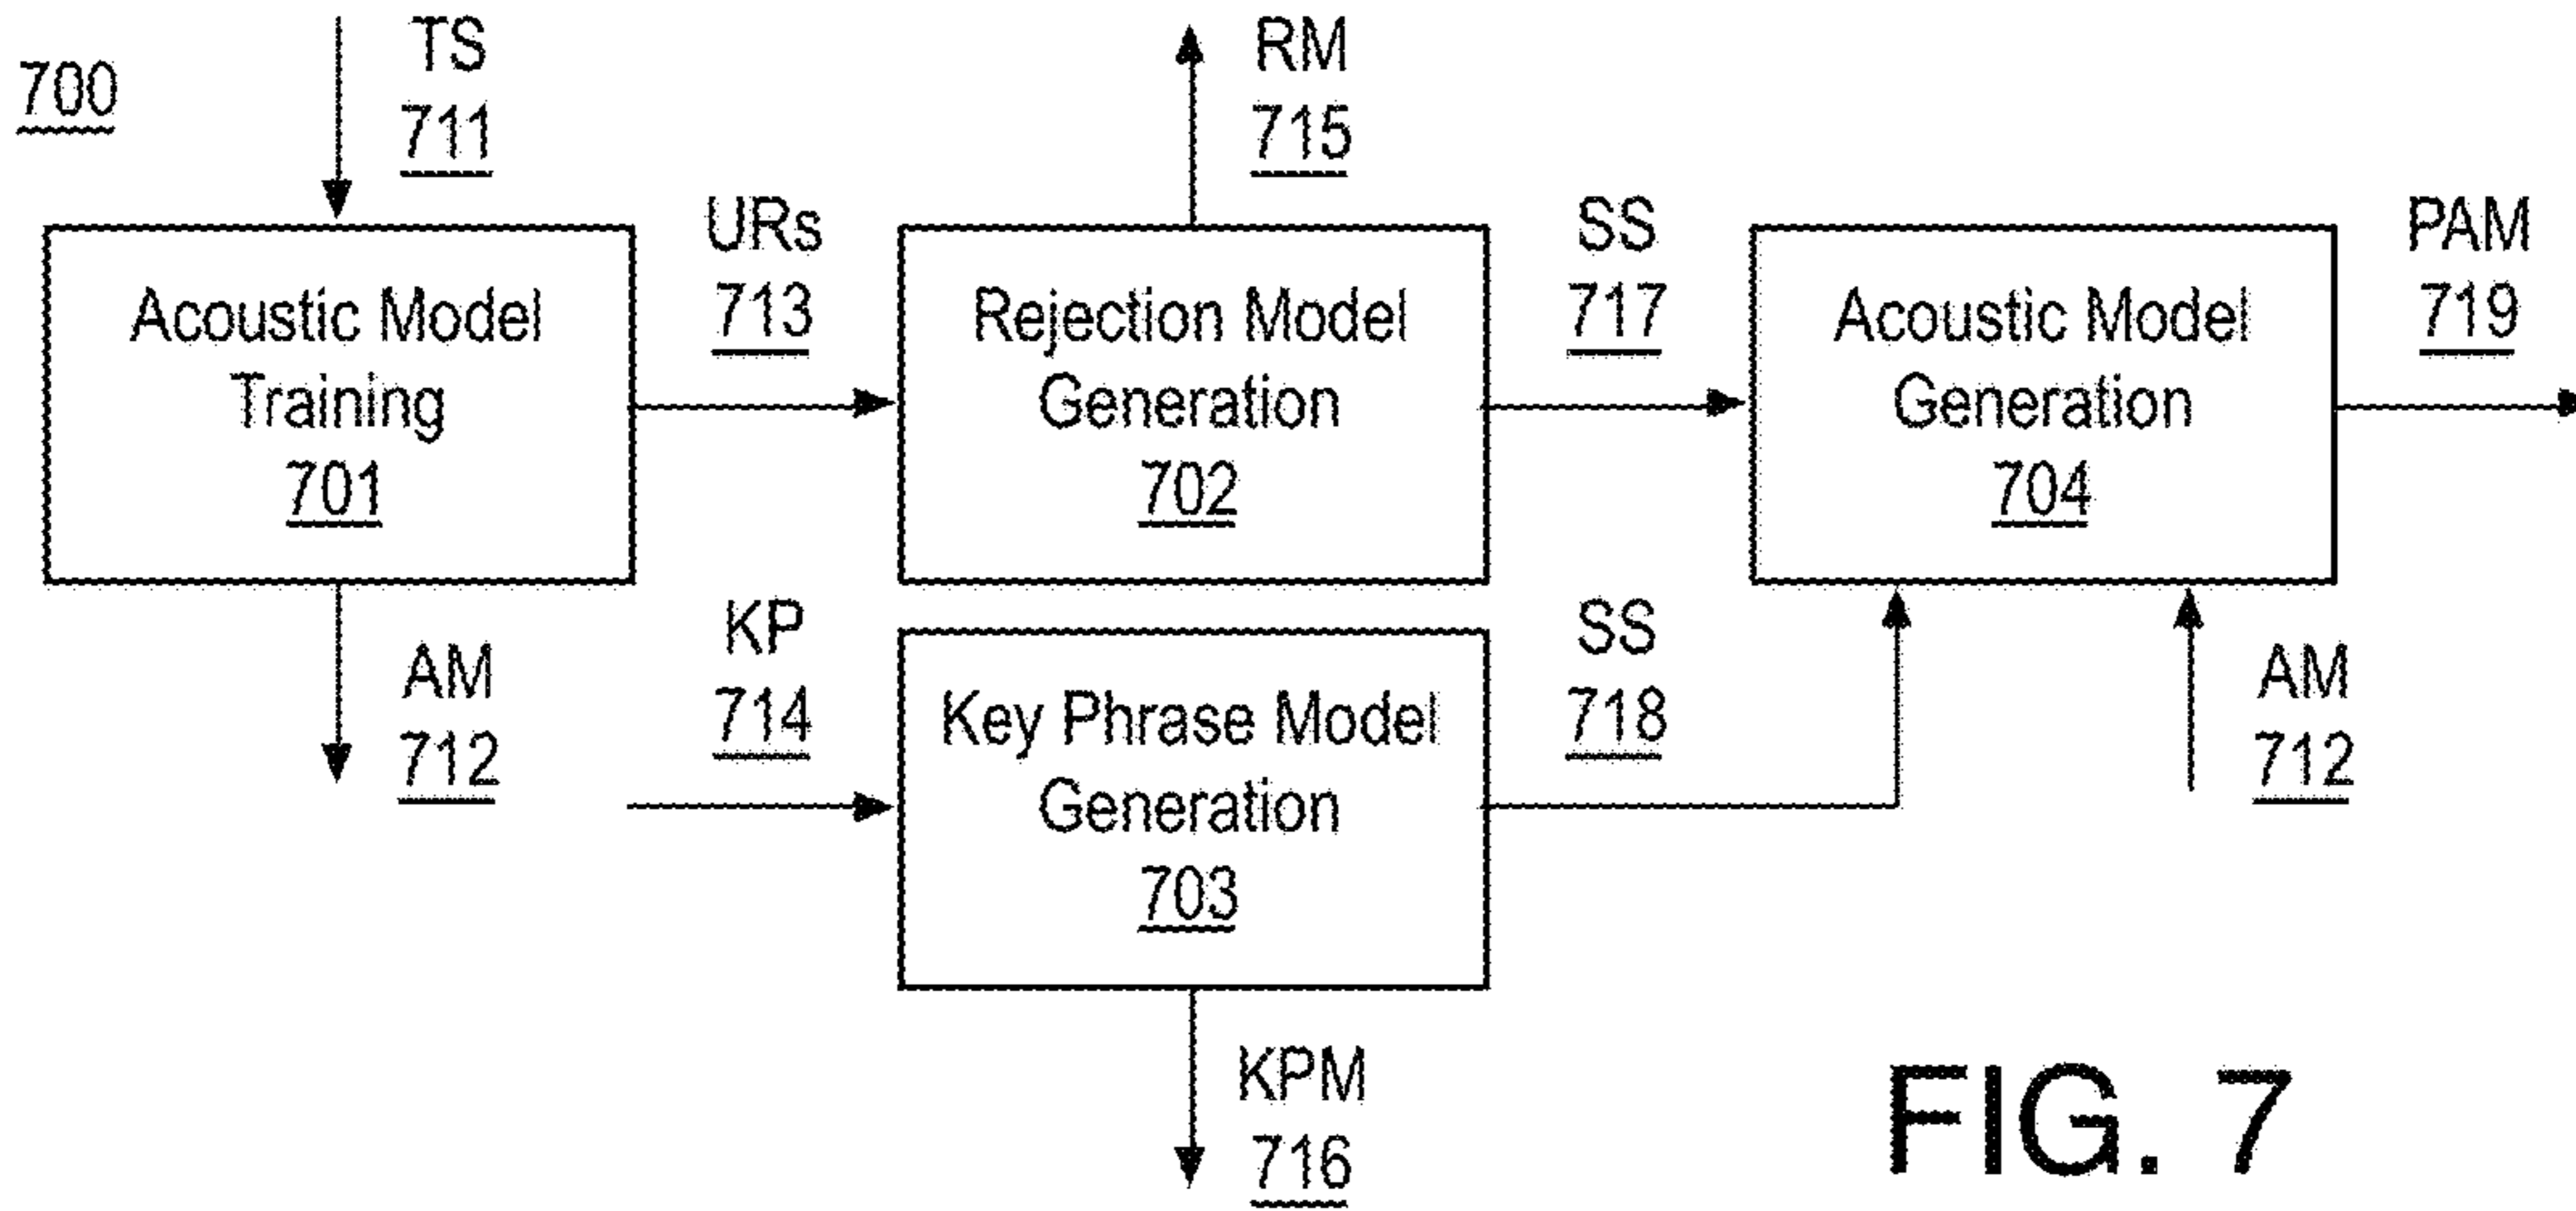 700
TS
711
RM
715
URs
713
SS
717
PAM
719
Acoustic Model
Training
701
Rejection Model
Generation
702
Acoustic Model
Generation
704
AM
712
KP
714
Key Phrase Model
Generation
703
SS
718
AM
712
KPM
716
FIG. 7